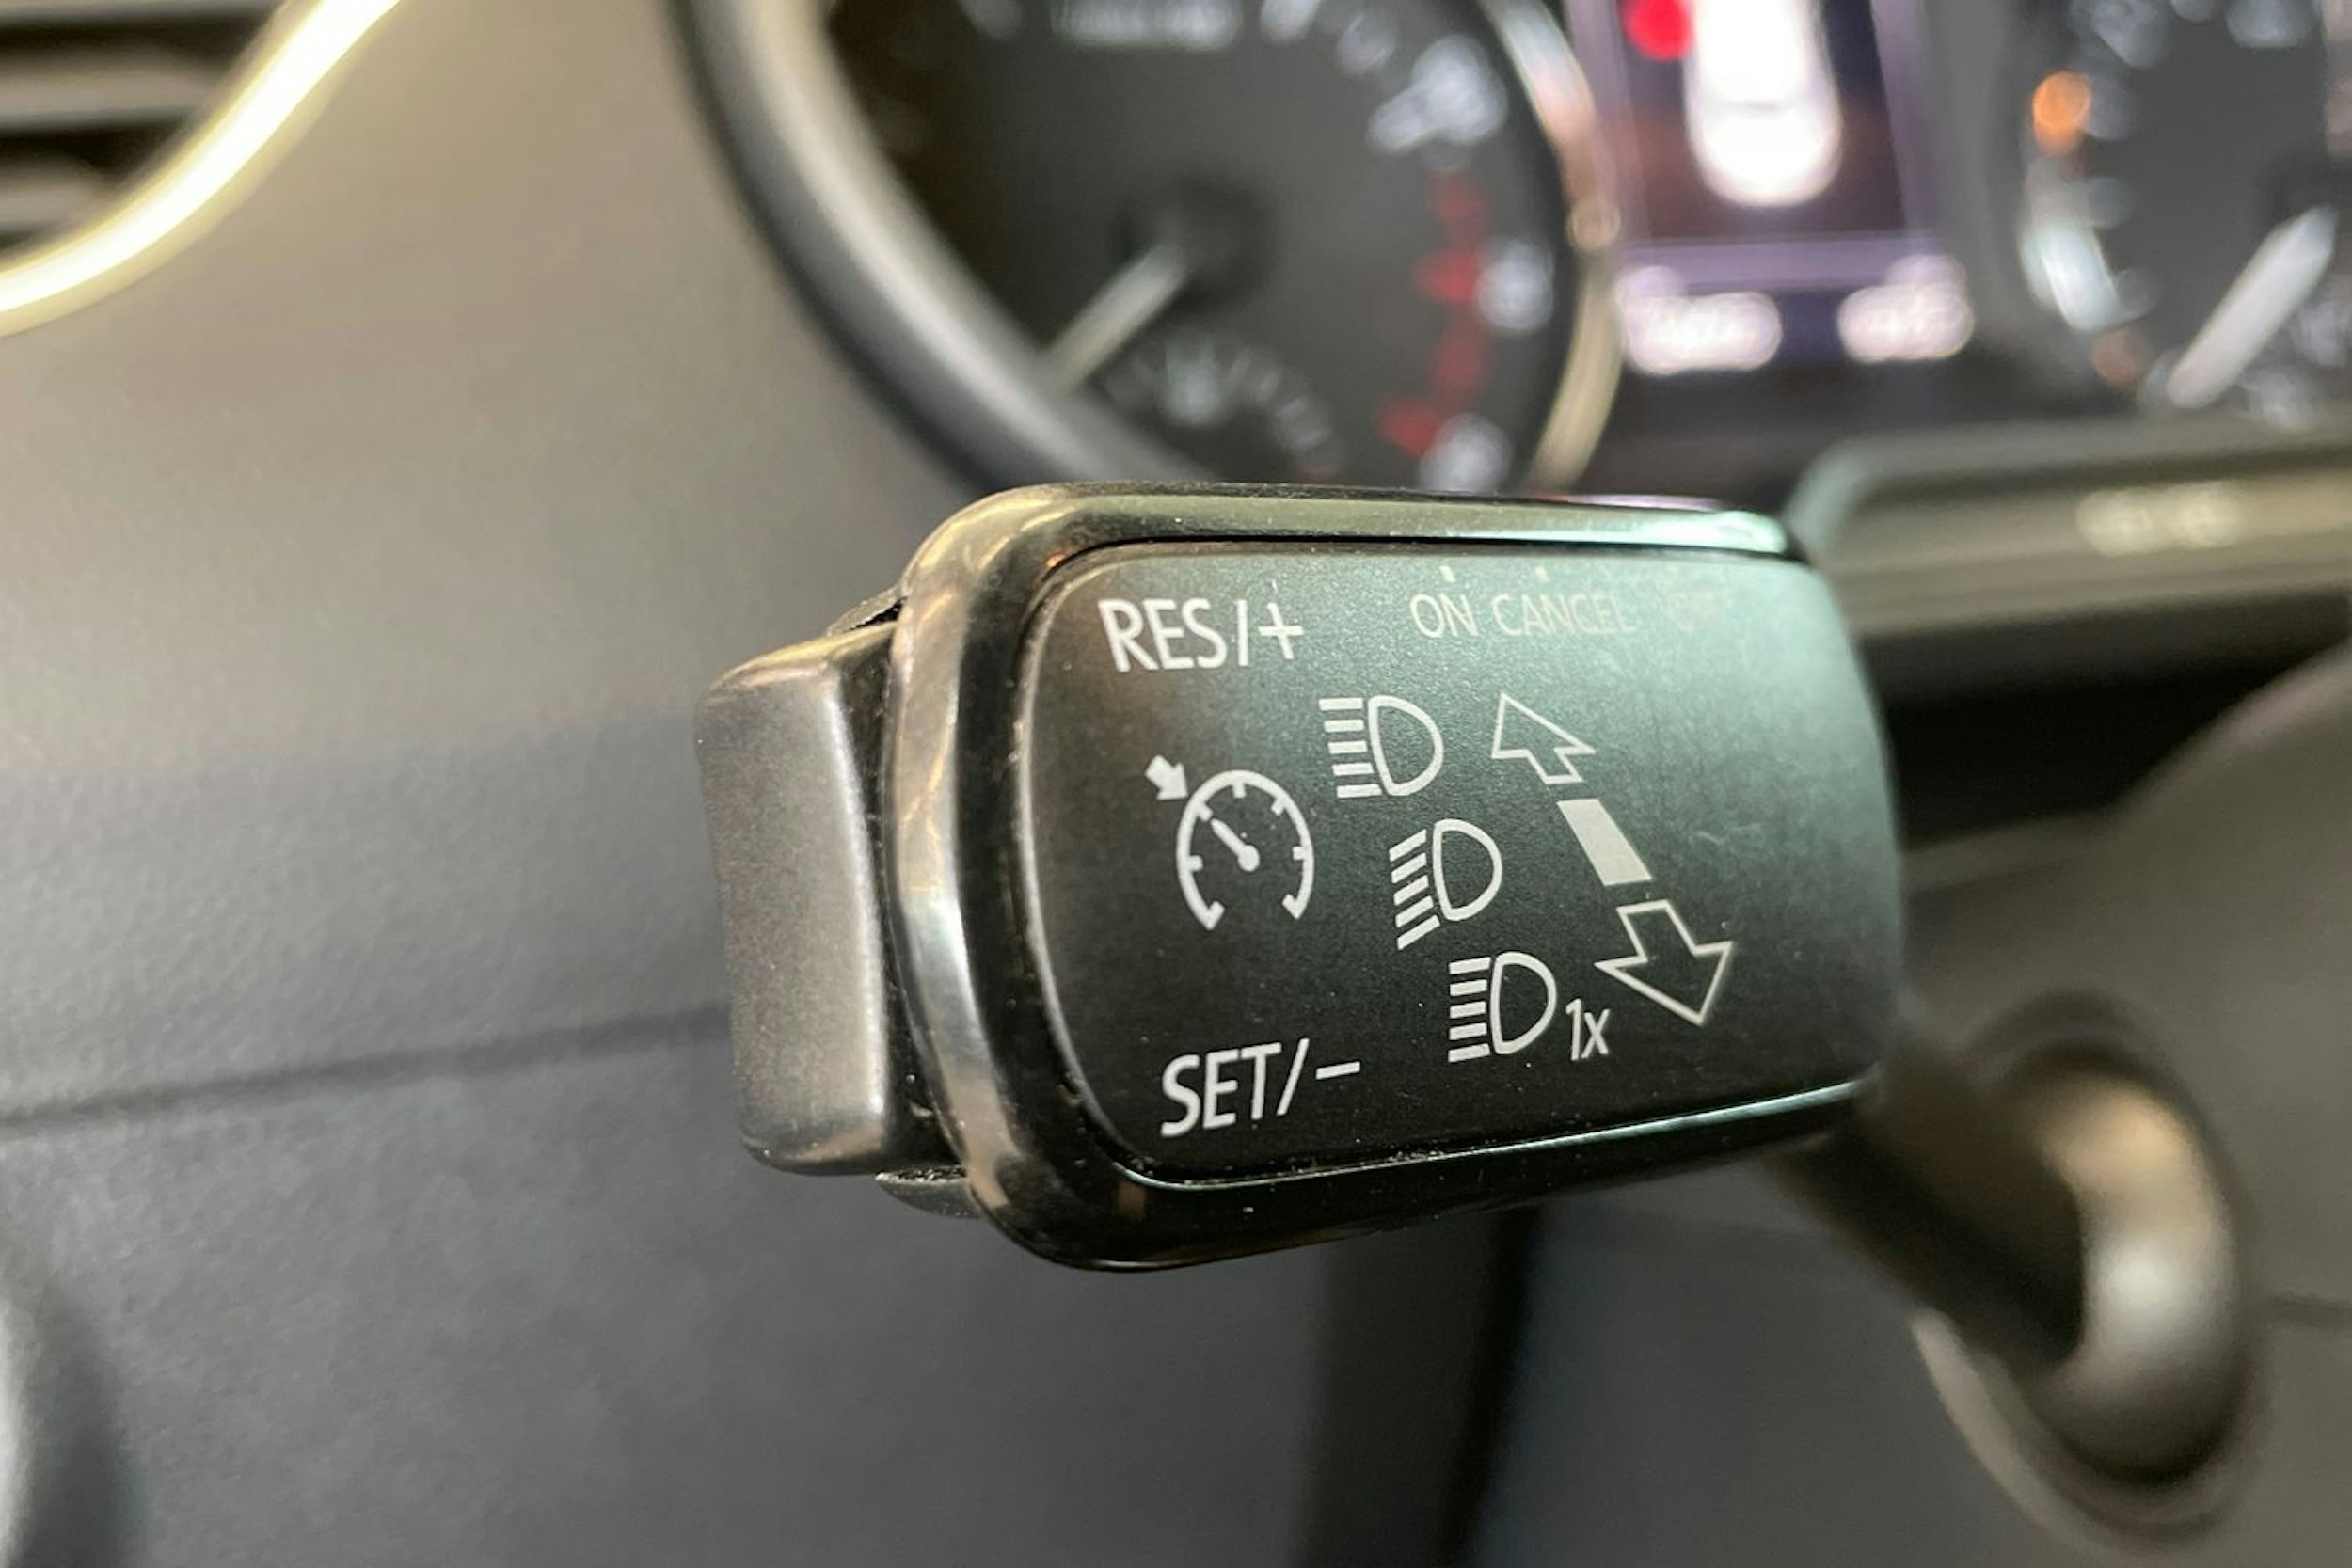 RES/+ ON CANCEL
1x
SET/-